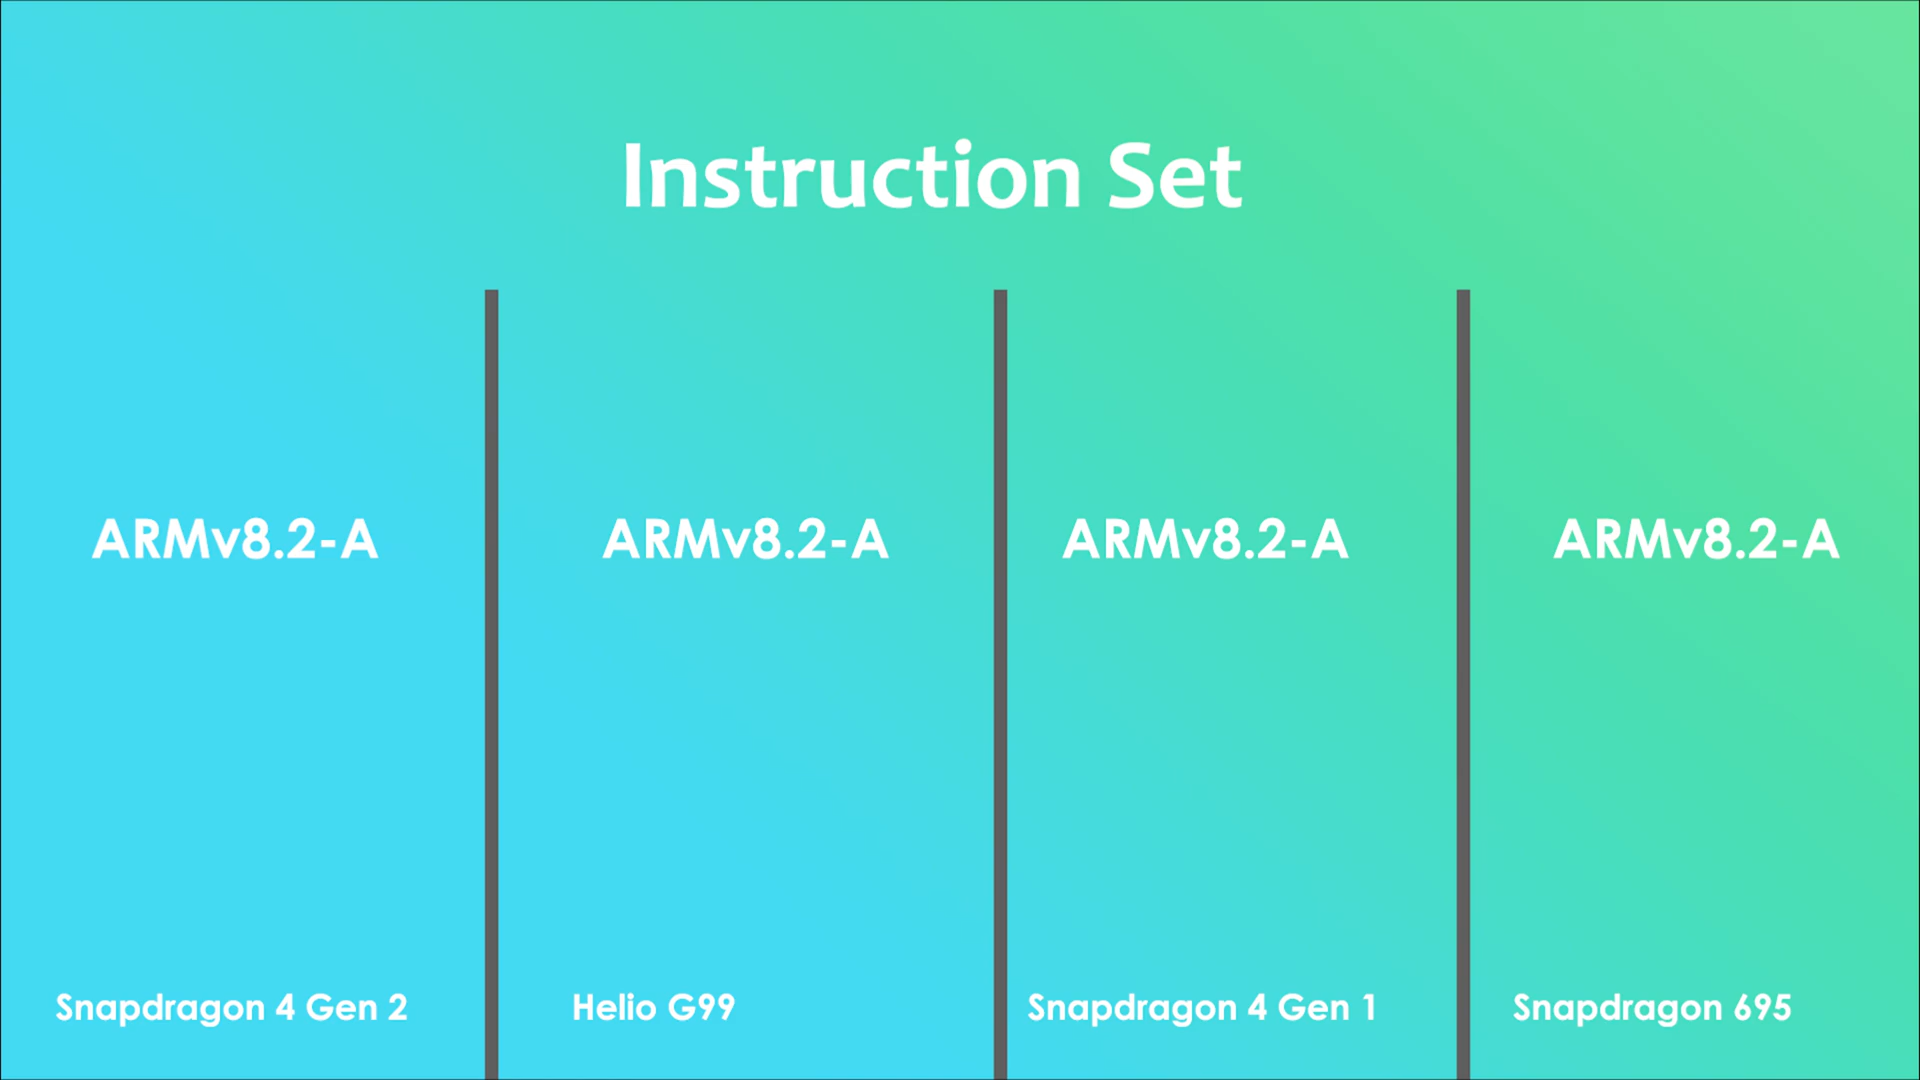 Instruction Set
ARMv8.2-A
ARMv8.2-A
ARMv8.2-A
ARMv8.2-A
Snapdragon 4 Gen 2
Helio G99
Snapdragon 4 Gen 1
Snapdragon 695